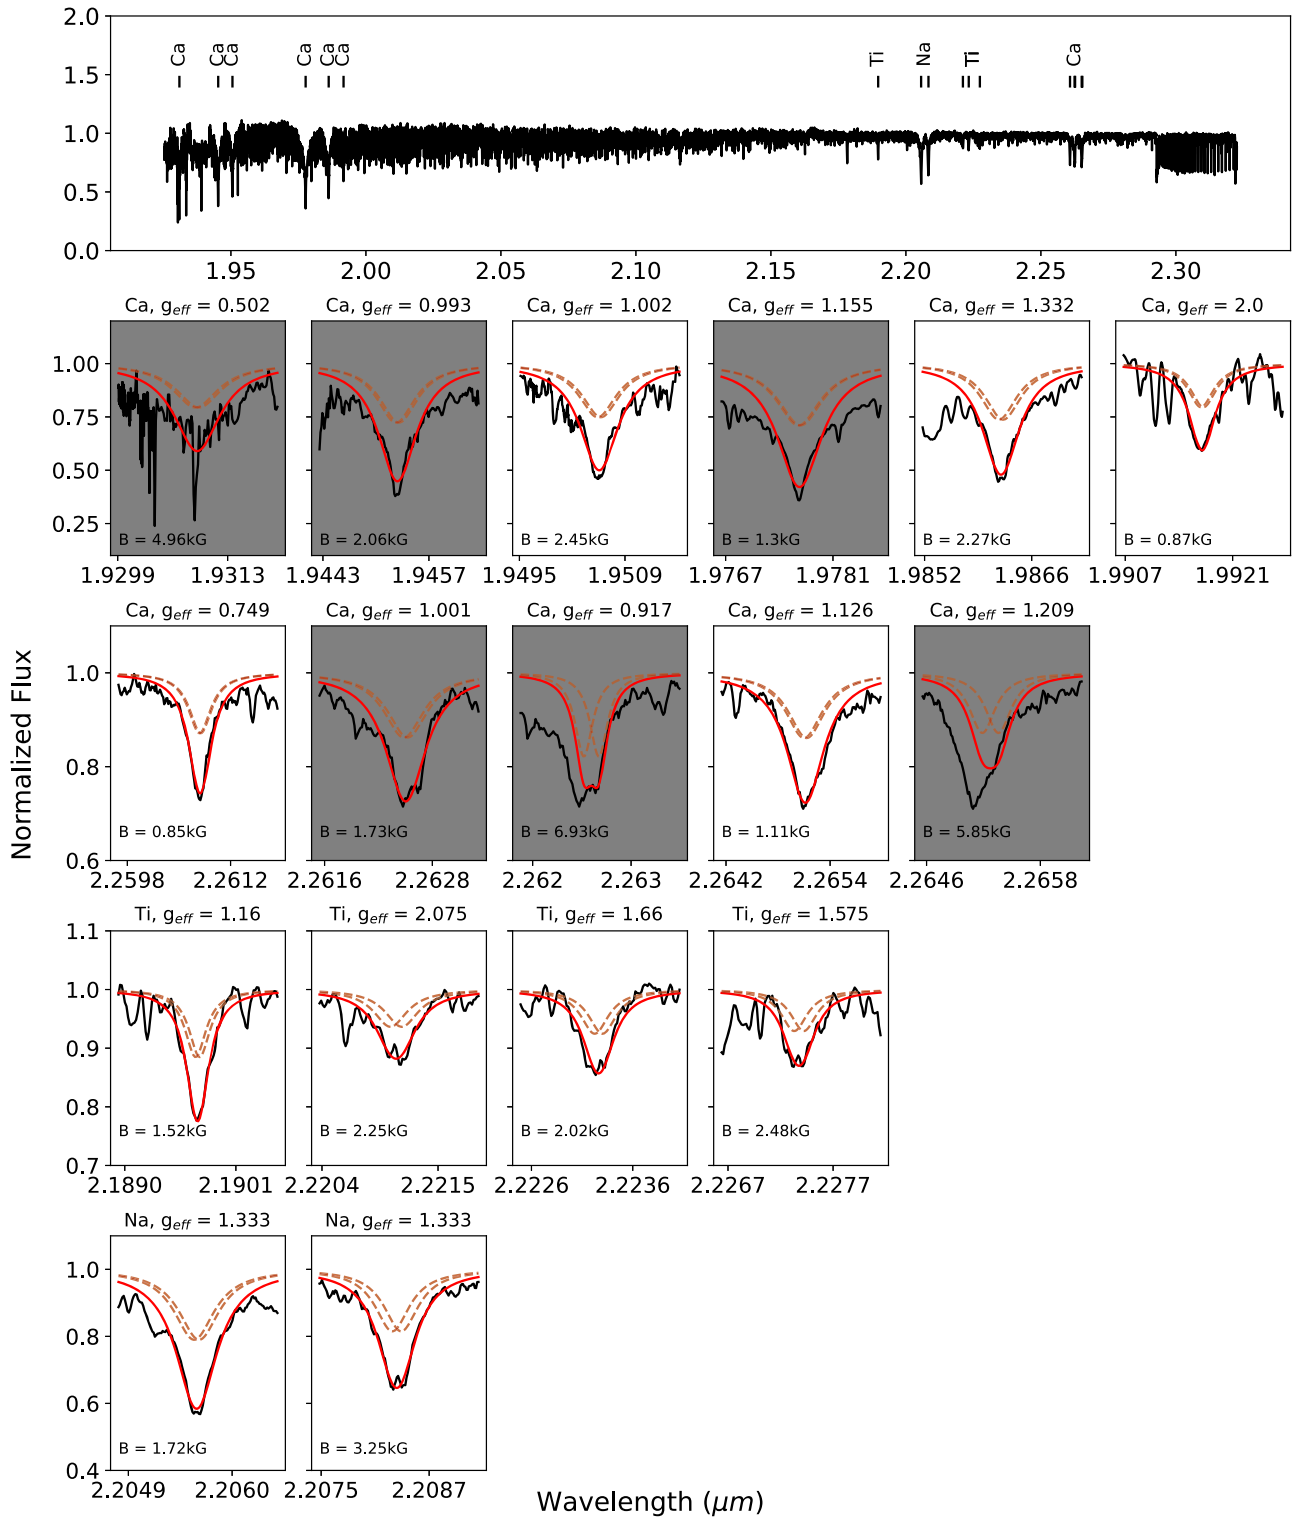 2.0
1.5
1.0
0.5
0.0
Ca Ca Ca Ca Ca Ca Ti Na Ti Ca
1.95 2.00 2.05 2.10 2.15 2.20 2.25 2.30
Ca, g_eff = 0.502 Ca, g_eff = 0.993 Ca, g_eff = 1.002 Ca, g_eff = 1.155 Ca, g_eff = 1.332 Ca, g_eff = 2.0
1.00
0.75
0.50
0.25
B = 4.96kG B = 2.06kG B = 2.45kG B = 1.3kG B = 2.27kG B = 0.87kG
1.9299 1.9313 1.9443 1.9457 1.9495 1.9509 1.9767 1.9781 1.9852 1.9866 1.9907 1.9921
Ca, g_eff = 0.749 Ca, g_eff = 1.001 Ca, g_eff = 0.917 Ca, g_eff = 1.126 Ca, g_eff = 1.209
1.0
0.8
0.6
B = 0.85kG B = 1.73kG B = 6.93kG B = 1.11kG B = 5.85kG
2.2598 2.2612 2.2616 2.2628 2.262 2.263 2.2642 2.2654 2.2646 2.2658
Normalized Flux
Ti, g_eff = 1.16 Ti, g_eff = 2.075 Ti, g_eff = 1.66 Ti, g_eff = 1.575
1.1
1.0
0.9
0.8
0.7
B = 1.52kG B = 2.25kG B = 2.02kG B = 2.48kG
2.1890 2.1901 2.2204 2.2215 2.2226 2.2236 2.2267 2.2277
Na, g_eff = 1.333 Na, g_eff = 1.333
1.0
0.8
0.6
0.4
B = 1.72kG B = 3.25kG
2.2049 2.2060 2.2075 2.2087
Wavelength (μm)